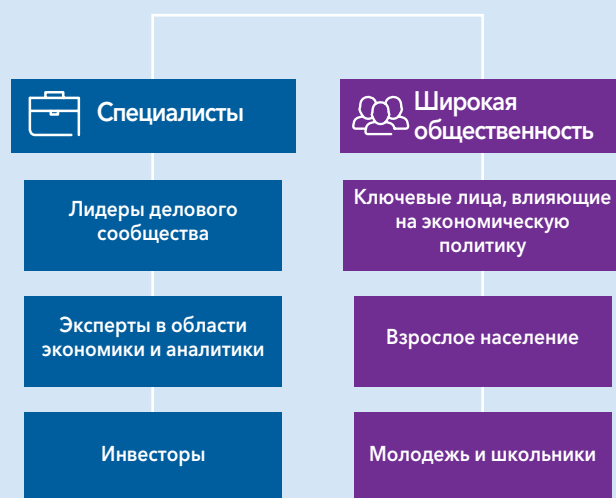 Специалисты
Лидеры делового
сообщества
Эксперты в области
экономики и аналитики
Инвесторы
Широкая
общественность
Ключевые лица, влияющие
на экономическую
политику
Взрослое население
Молодежь и школьники